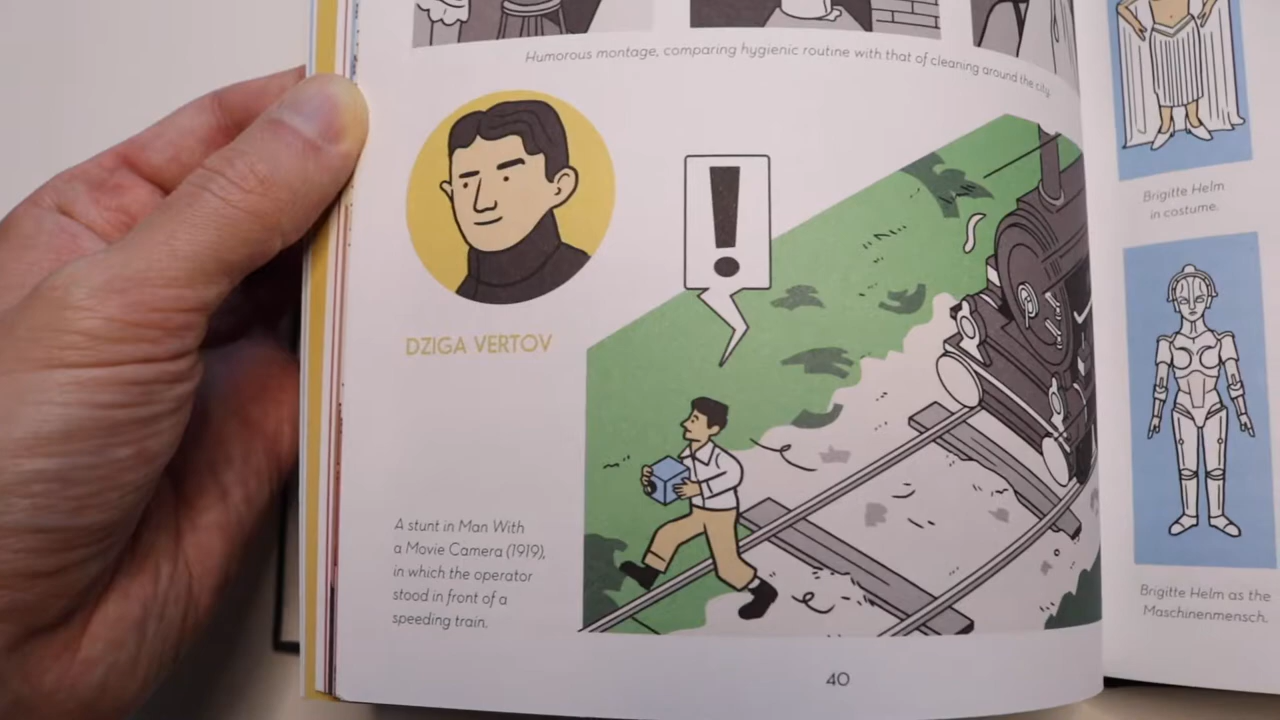 Humorous montage, comparing hygienic routine with that of cleaning around the city.
!
DZIGA VERTOV
A stunt in Man With
a Movie Camera (1919),
in which the operator
stood in front of a
speeding train.
40
Brigitte Helm
in costume.
Brigitte Helm as the
Maschinenmensch.